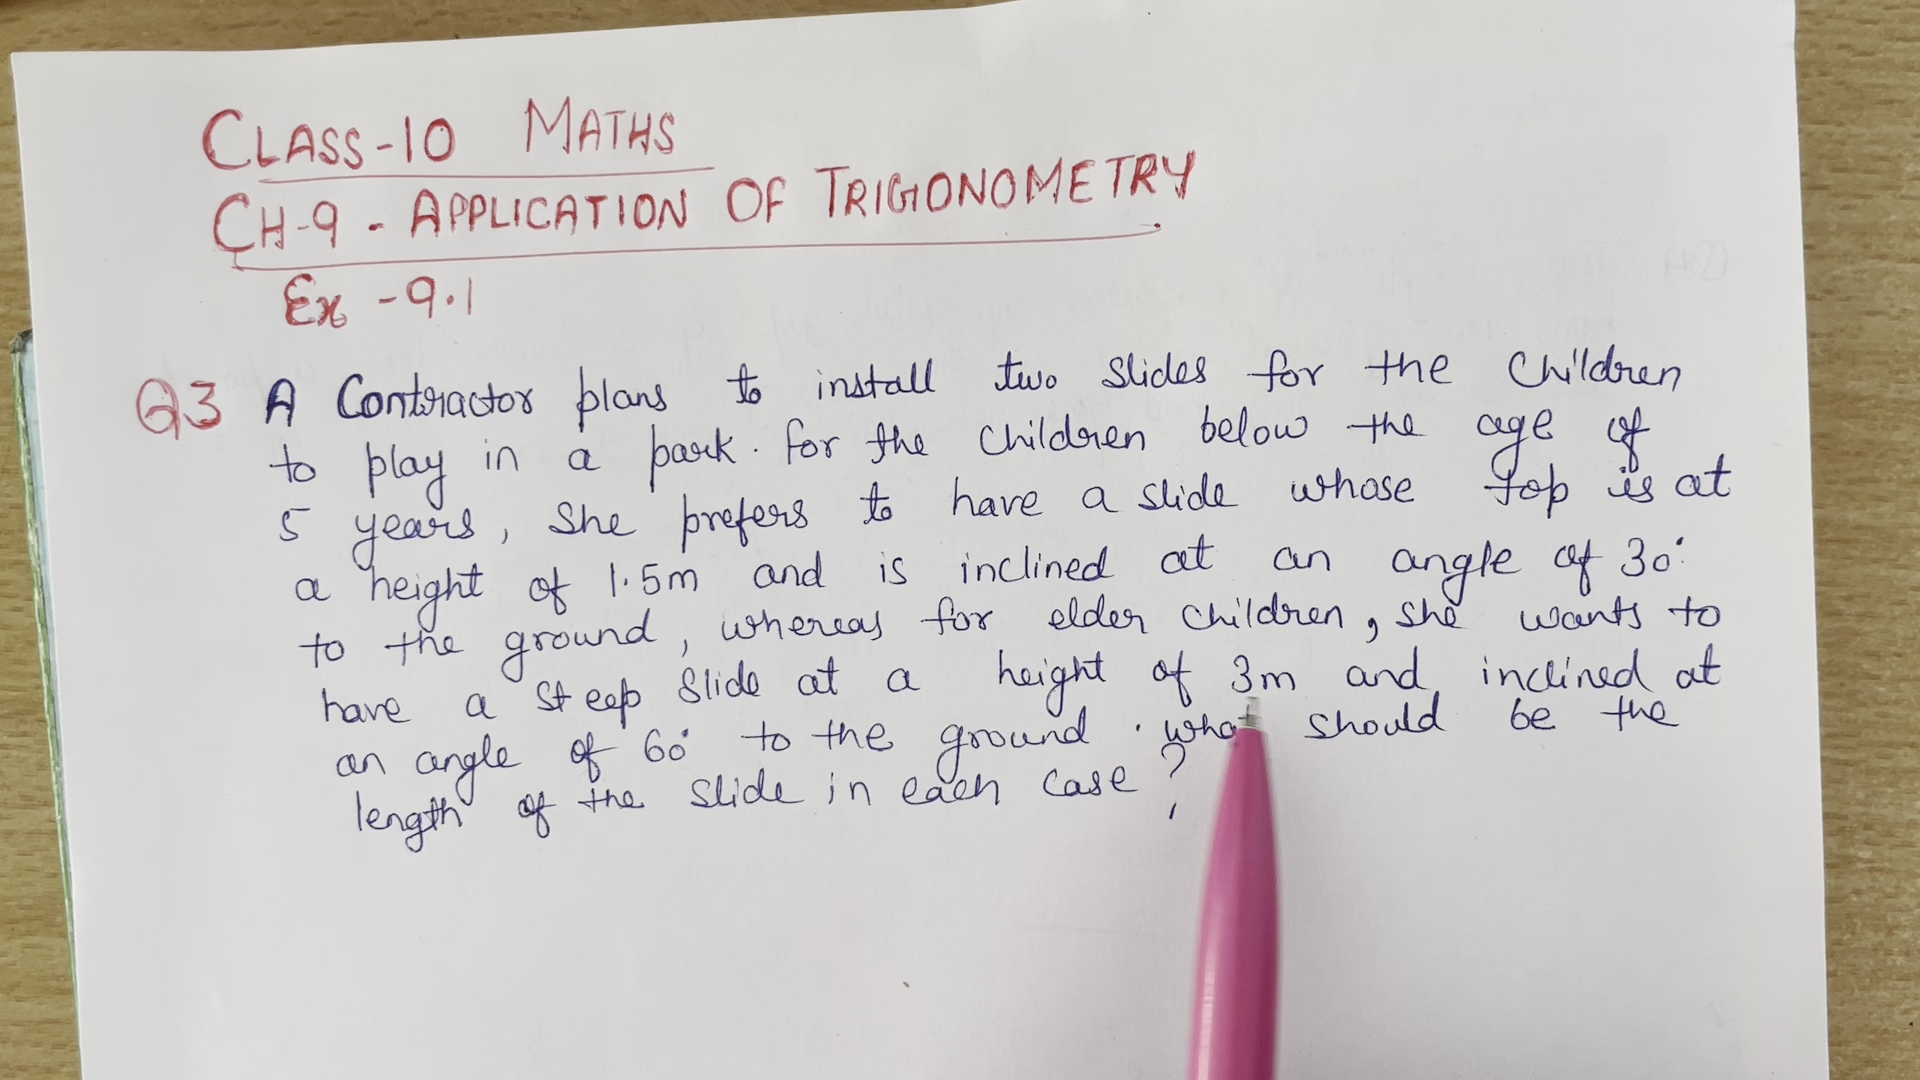 CLASS-10 MATHS
CH-9 - APPLICATION OF TRIGONOMETRY
Ex -9.1
Q3 A Contractor plans to install two slides for the children
to play in a park. for the children below the age of
5 years, She prefers to have a slide whose top is at
a height of 1.5m and is inclined at an angle of 30°
to the ground, whereas for elder children, she wants to
have a steep slide at a height of 3m and inclined at
an angle of 60° to the ground. what should be the
length of the slide in each case?